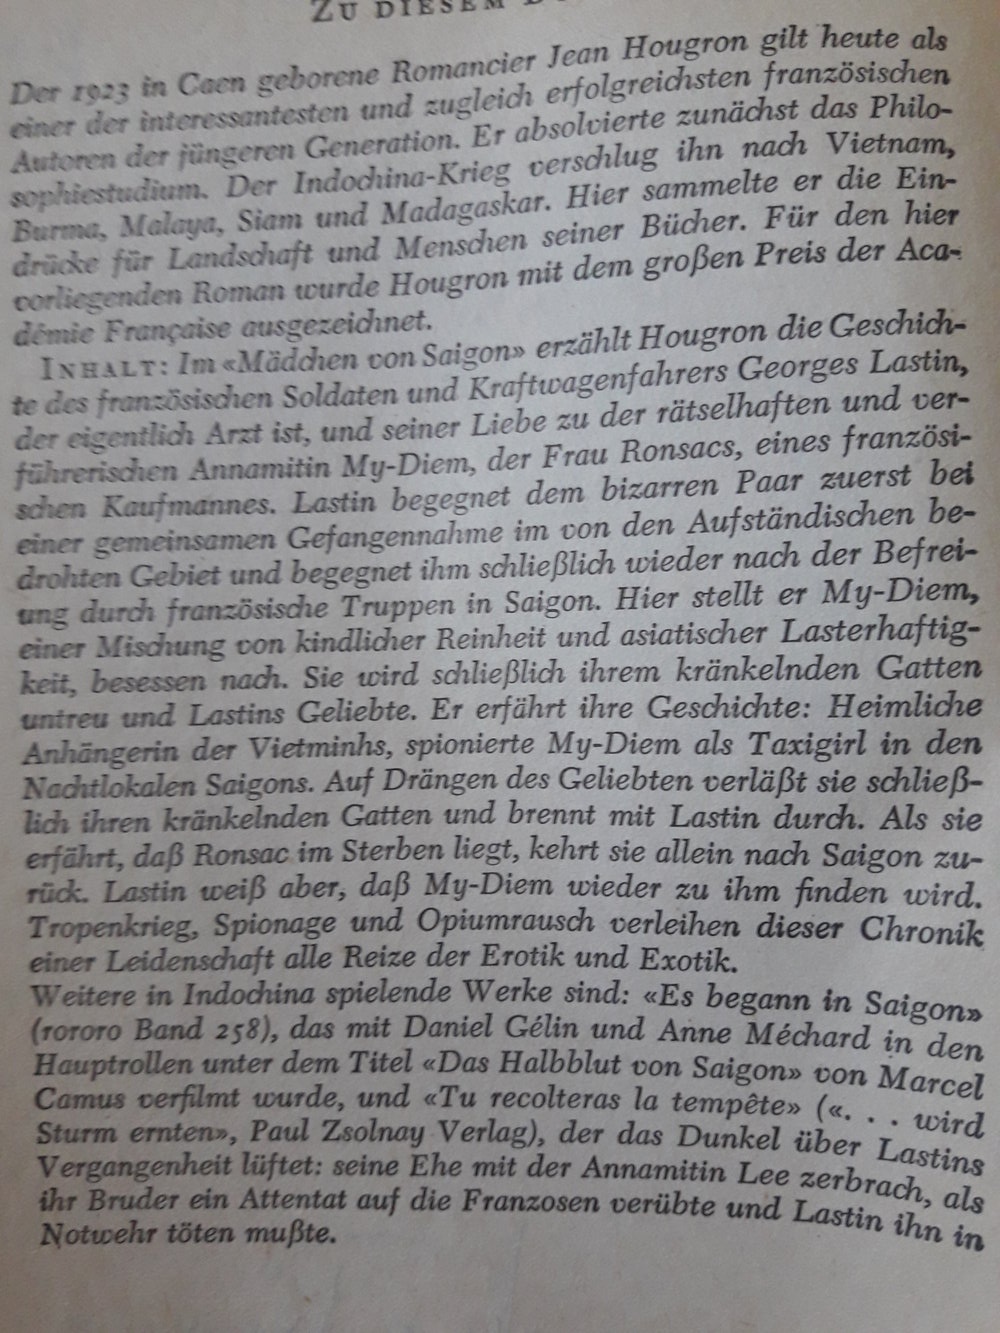 ZU DIESEM
Der 1923 in Caen geborene Romancier Jean Hougron gilt heute als
einer der interessantesten und zugleich erfolgreichsten französischen
Autoren der jüngeren Generation. Er absolvierte zunächst das Philo-
sophiestudium. Der Indochina-Krieg verschlug ihn nach Vietnam,
Burma, Malaya, Siam und Madagaskar. Hier sammelte er die Ein-
drücke für Landschaft und Menschen seiner Bücher. Für den hier
vorliegenden Roman wurde Hougron mit dem großen Preis der Aca-
démie Française ausgezeichnet.
INHALT: Im «Mädchen von Saigon» erzählt Hougron die Geschich-
te des französischen Soldaten und Kraftwagenfahrers Georges Lastin,
der eigentlich Arzt ist, und seiner Liebe zu der rätselhaften und ver-
führerischen Annamitin My-Diem, der Frau Ronsacs, eines französi-
schen Kaufmannes. Lastin begegnet dem bizarren Paar zuerst bei
einer gemeinsamen Gefangennahme im von den Aufständischen be-
drohten Gebiet und begegnet ihm schließlich wieder nach der Befrei-
ung durch französische Truppen in Saigon. Hier stellt er My-Diem,
einer Mischung von kindlicher Reinheit und asiatischer Lasterhaftig-
keit, besessen nach. Sie wird schließlich ihrem kränkelnden Gatten
untreu und Lastins Geliebte. Er erfährt ihre Geschichte: Heimliche
Anhängerin der Vietminhs, spionierte My-Diem als Taxigirl in den
Nachtlokalen Saigons. Auf Drängen des Geliebten verläßt sie schließ-
lich ihren kränkelnden Gatten und brennt mit Lastin durch. Als sie
erfährt, daß Ronsac im Sterben liegt, kehrt sie allein nach Saigon zu-
rück. Lastin weiß aber, daß My-Diem wieder zu ihm finden wird.
Tropenkrieg, Spionage und Opiumrausch verleihen dieser Chronik
einer Leidenschaft alle Reize der Erotik und Exotik.
Weitere in Indochina spielende Werke sind: «Es begann in Saigon»
(rororo Band 258), das mit Daniel Gélin und Anne Méchard in den
Hauptrollen unter dem Titel «Das Halbblut von Saigon» von Marcel
Camus verfilmt wurde, und «Tu recolteras la tempête» («. . . wird
Sturm ernten», Paul Zsolnay Verlag), der das Dunkel über Lastins
Vergangenheit lüftet: seine Ehe mit der Annamitin Lee zerbrach, als
ihr Bruder ein Attentat auf die Franzosen verübte und Lastin ihn in
Notwehr töten mußte.